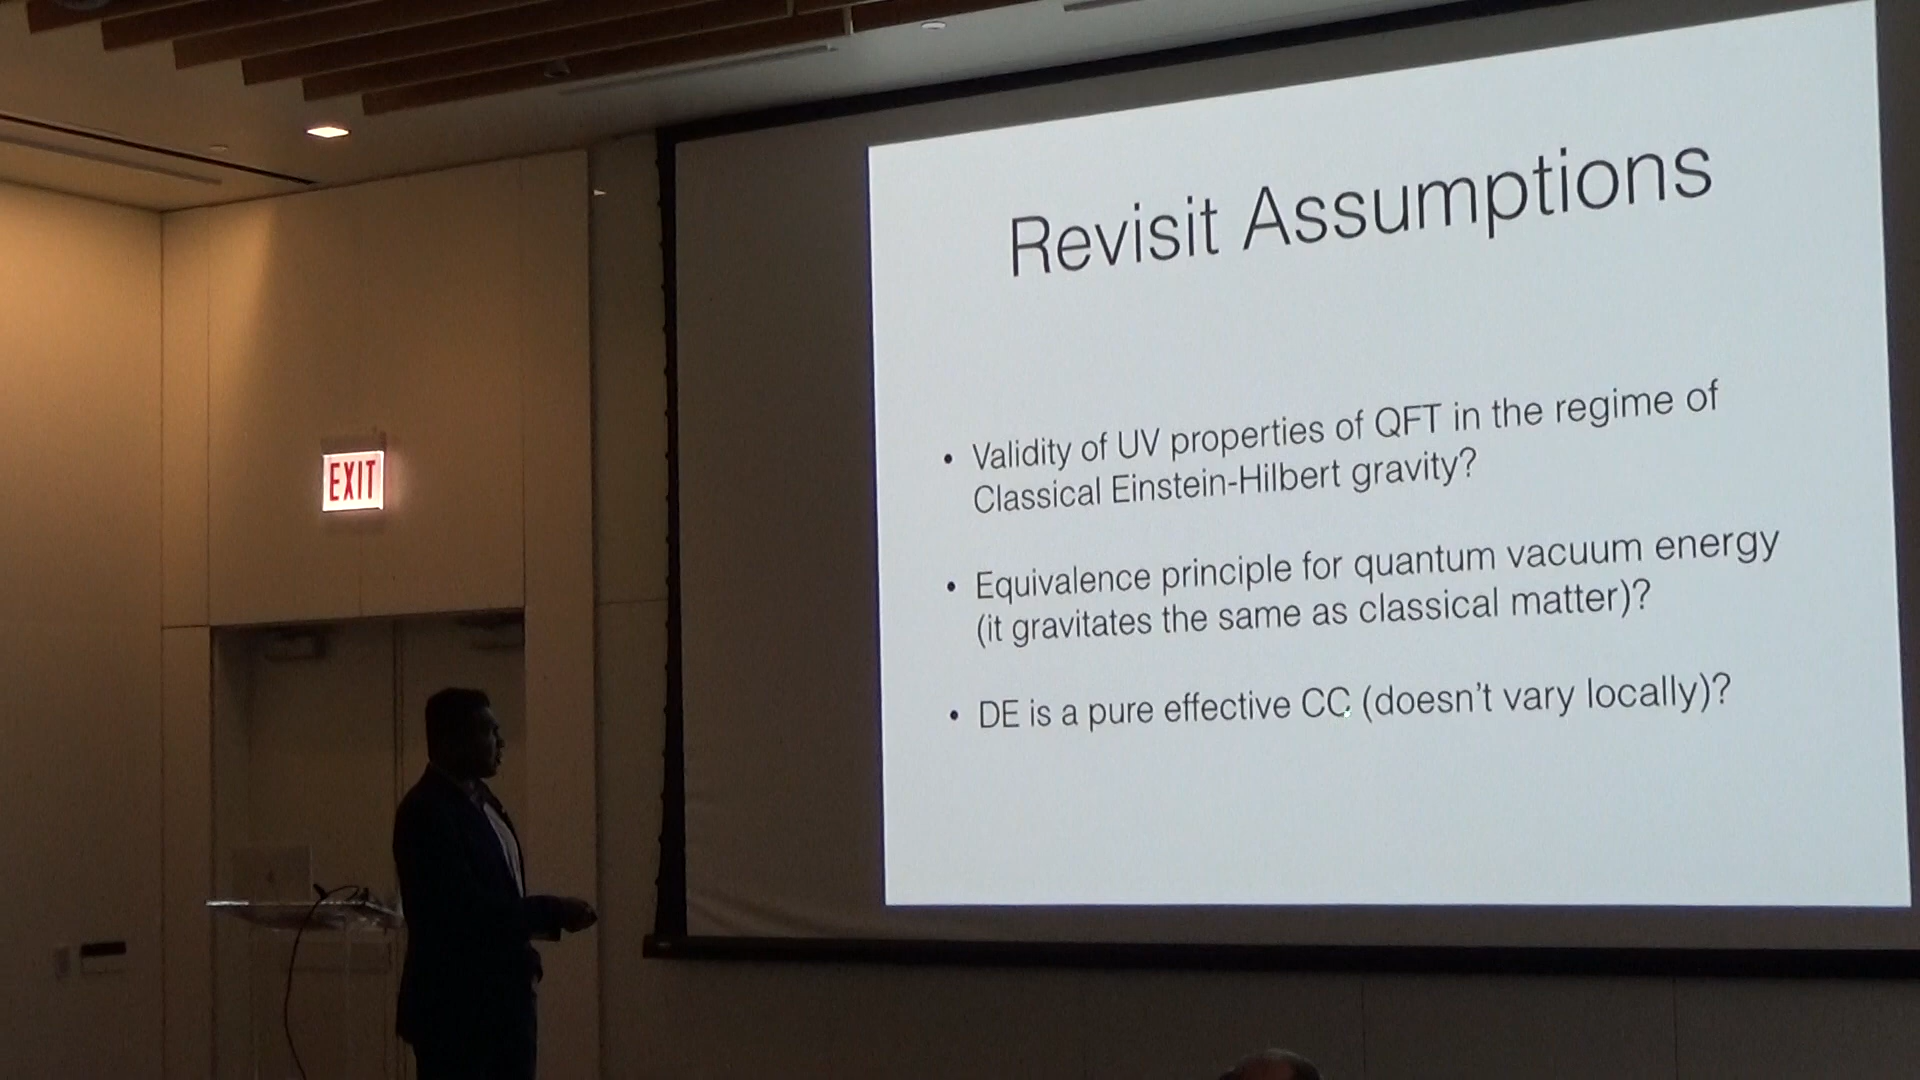 EXIT
Revisit Assumptions
• Validity of UV properties of QFT in the regime of
Classical Einstein-Hilbert gravity?
• Equivalence principle for quantum vacuum energy
(it gravitates the same as classical matter)?
• DE is a pure effective CC (doesn't vary locally)?